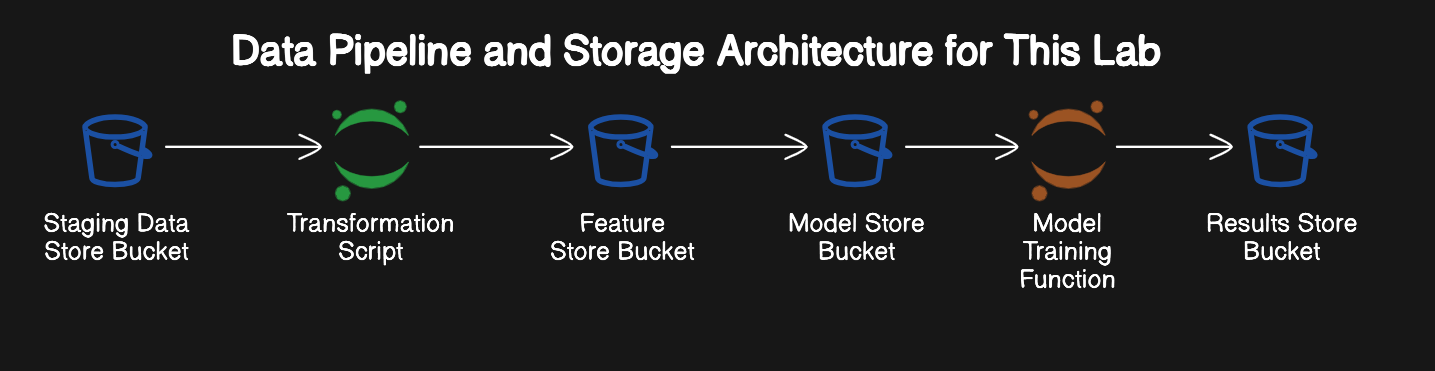 Data Pipeline and Storage Architecture for This Lab
Staging Data
Store Bucket
Transformation
Script
Feature
Store Bucket
Model Store
Bucket
Model
Training
Function
Results Store
Bucket